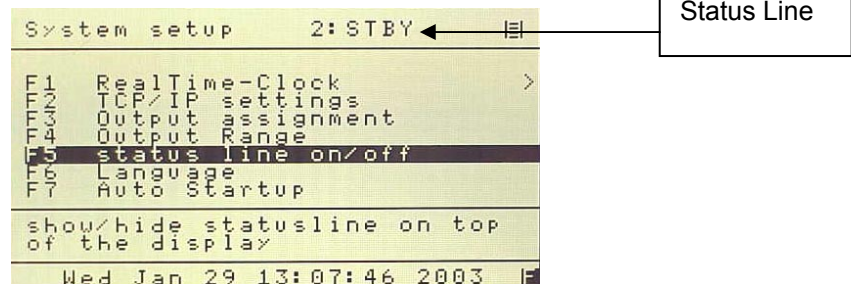 System setup 2:STBY
Status Line
F1 RealTime-Clock >
F2 TCP/IP settings
F3 Output assignment
F4 Output Range
F5 status line on/off
F6 Language
F7 Auto Startup
show/hide statusline on top
of the display
Wed Jan 29 13:07:46 2003